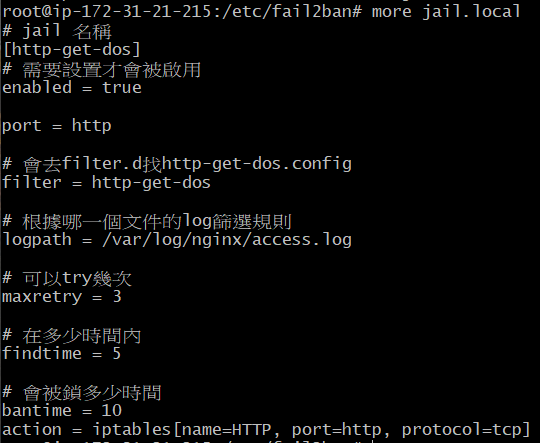 root@ip-172-31-21-215:/etc/fail2ban# more jail.local
# jail 名稱
[http-get-dos]
# 需要設置才會被啟用
enabled = true
port = http
# 會去filter.d找http-get-dos.config
filter = http-get-dos
# 根據哪一個文件的log篩選規則
logpath = /var/log/nginx/access.log
# 可以try幾次
maxretry = 3
# 在多少時間內
findtime = 5
# 會被鎖多少時間
bantime = 10
action = iptables[name=HTTP, port=http, protocol=tcp]